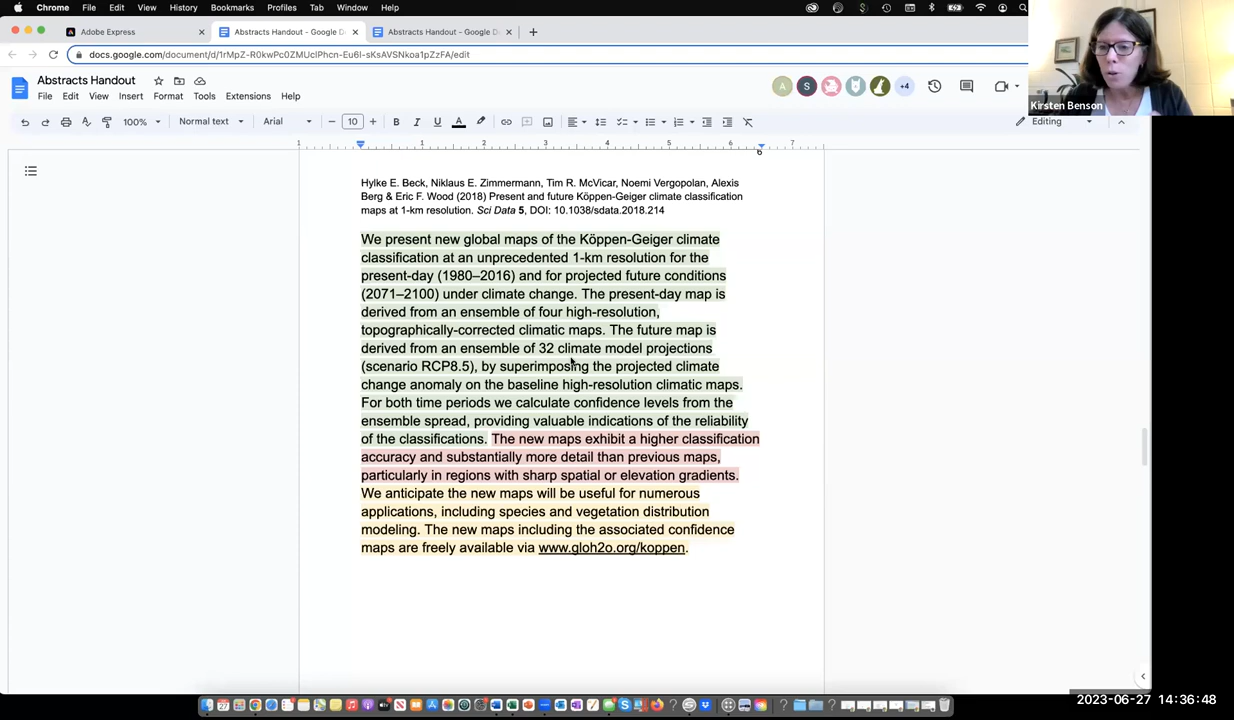 Chrome File Edit View History Bookmarks Profiles Tab Window Help
Adobe Express
Abstracts Handout - Google D
Abstracts Handout - Google D
docs.google.com/document/d/1rMpZ-R0kwPc0ZMUclPhcn-Eu6I-sKsAVSNkoa1pZzFA/edit
Abstracts Handout
A S +4
File Edit View Insert Format Tools Extensions Help
Kirsten Benson
100% Normal text Arial 10 B I U A Editing
1 1 2 3 4 5 6 7
6
Hylke E. Beck, Niklaus E. Zimmermann, Tim R. McVicar, Noemi Vergopolan, Alexis
Berg & Eric F. Wood (2018) Present and future Köppen-Geiger climate classification
maps at 1-km resolution. Sci Data 5, DOI: 10.1038/sdata.2018.214
We present new global maps of the Köppen-Geiger climate
classification at an unprecedented 1-km resolution for the
present-day (1980–2016) and for projected future conditions
(2071–2100) under climate change. The present-day map is
derived from an ensemble of four high-resolution,
topographically-corrected climatic maps. The future map is
derived from an ensemble of 32 climate model projections
(scenario RCP8.5), by superimposing the projected climate
change anomaly on the baseline high-resolution climatic maps.
For both time periods we calculate confidence levels from the
ensemble spread, providing valuable indications of the reliability
of the classifications. The new maps exhibit a higher classification
accuracy and substantially more detail than previous maps,
particularly in regions with sharp spatial or elevation gradients.
We anticipate the new maps will be useful for numerous
applications, including species and vegetation distribution
modeling. The new maps including the associated confidence
maps are freely available via www.gloh2o.org/koppen.
2023-06-27 14:36:48